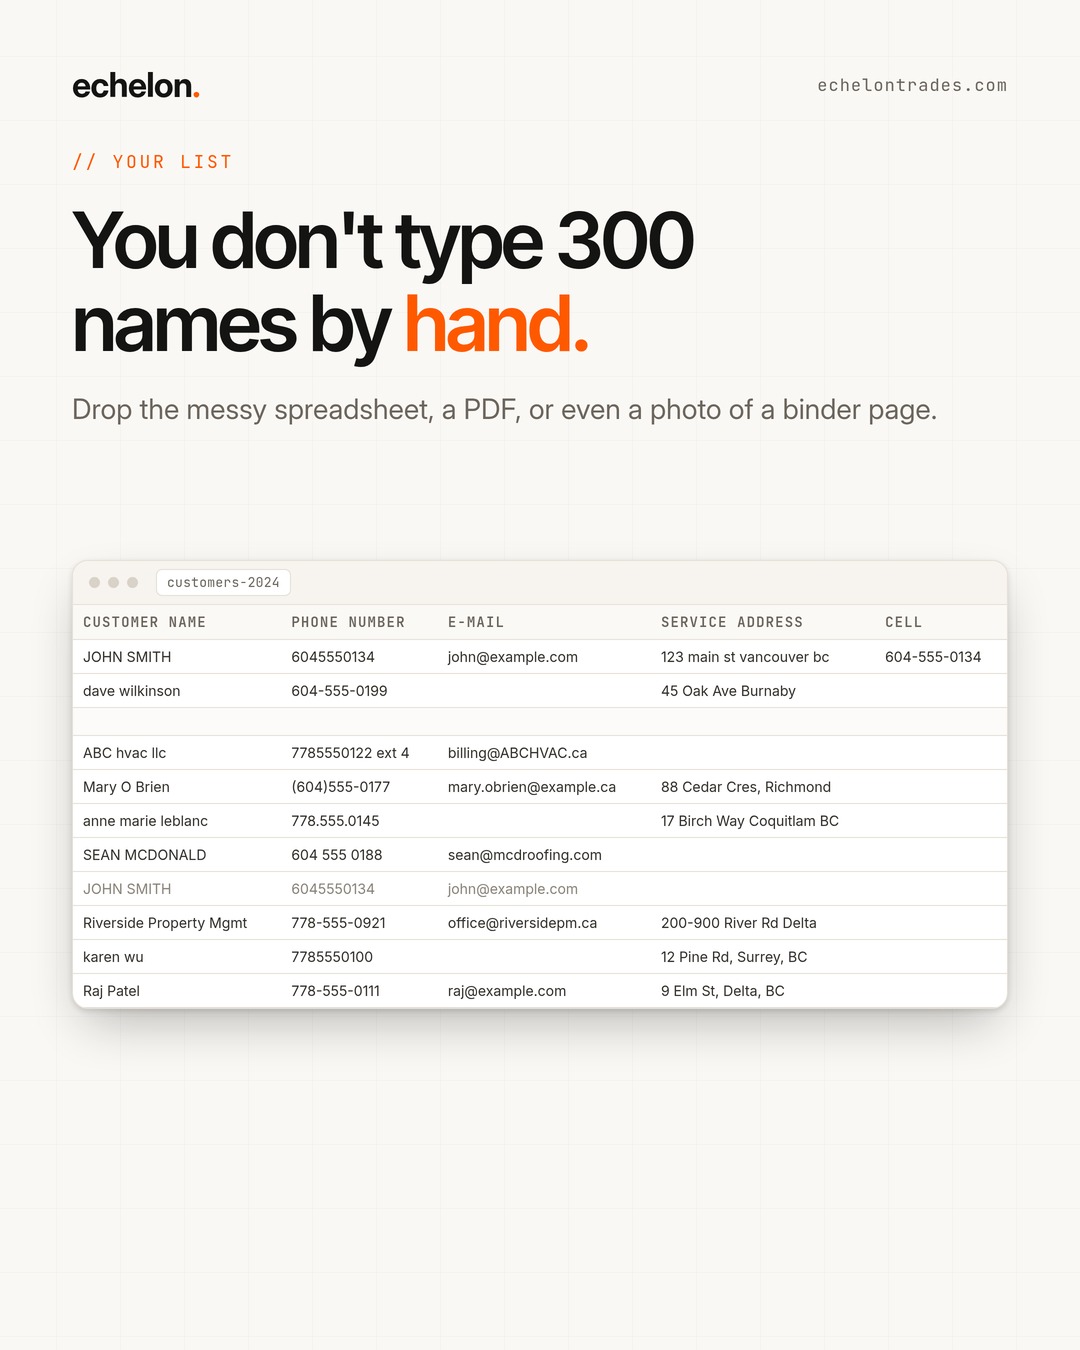 echelon.
echelontrades.com
// YOUR LIST
You don't type 300
names by hand.
Drop the messy spreadsheet, a PDF, or even a photo of a binder page.
customers-2024
CUSTOMER NAME PHONE NUMBER E-MAIL SERVICE ADDRESS CELL
JOHN SMITH 6045550134 john@example.com 123 main st vancouver bc 604-555-0134
dave wilkinson 604-555-0199 45 Oak Ave Burnaby
ABC hvac llc 7785550122 ext 4 billing@ABCHVAC.ca
Mary O Brien (604)555-0177 mary.obrien@example.ca 88 Cedar Cres, Richmond
anne marie leblanc 778.555.0145 17 Birch Way Coquitlam BC
SEAN MCDONALD 604 555 0188 sean@mcdroofing.com
JOHN SMITH 6045550134 john@example.com
Riverside Property Mgmt 778-555-0921 office@riversidepm.ca 200-900 River Rd Delta
karen wu 7785550100 12 Pine Rd, Surrey, BC
Raj Patel 778-555-0111 raj@example.com 9 Elm St, Delta, BC